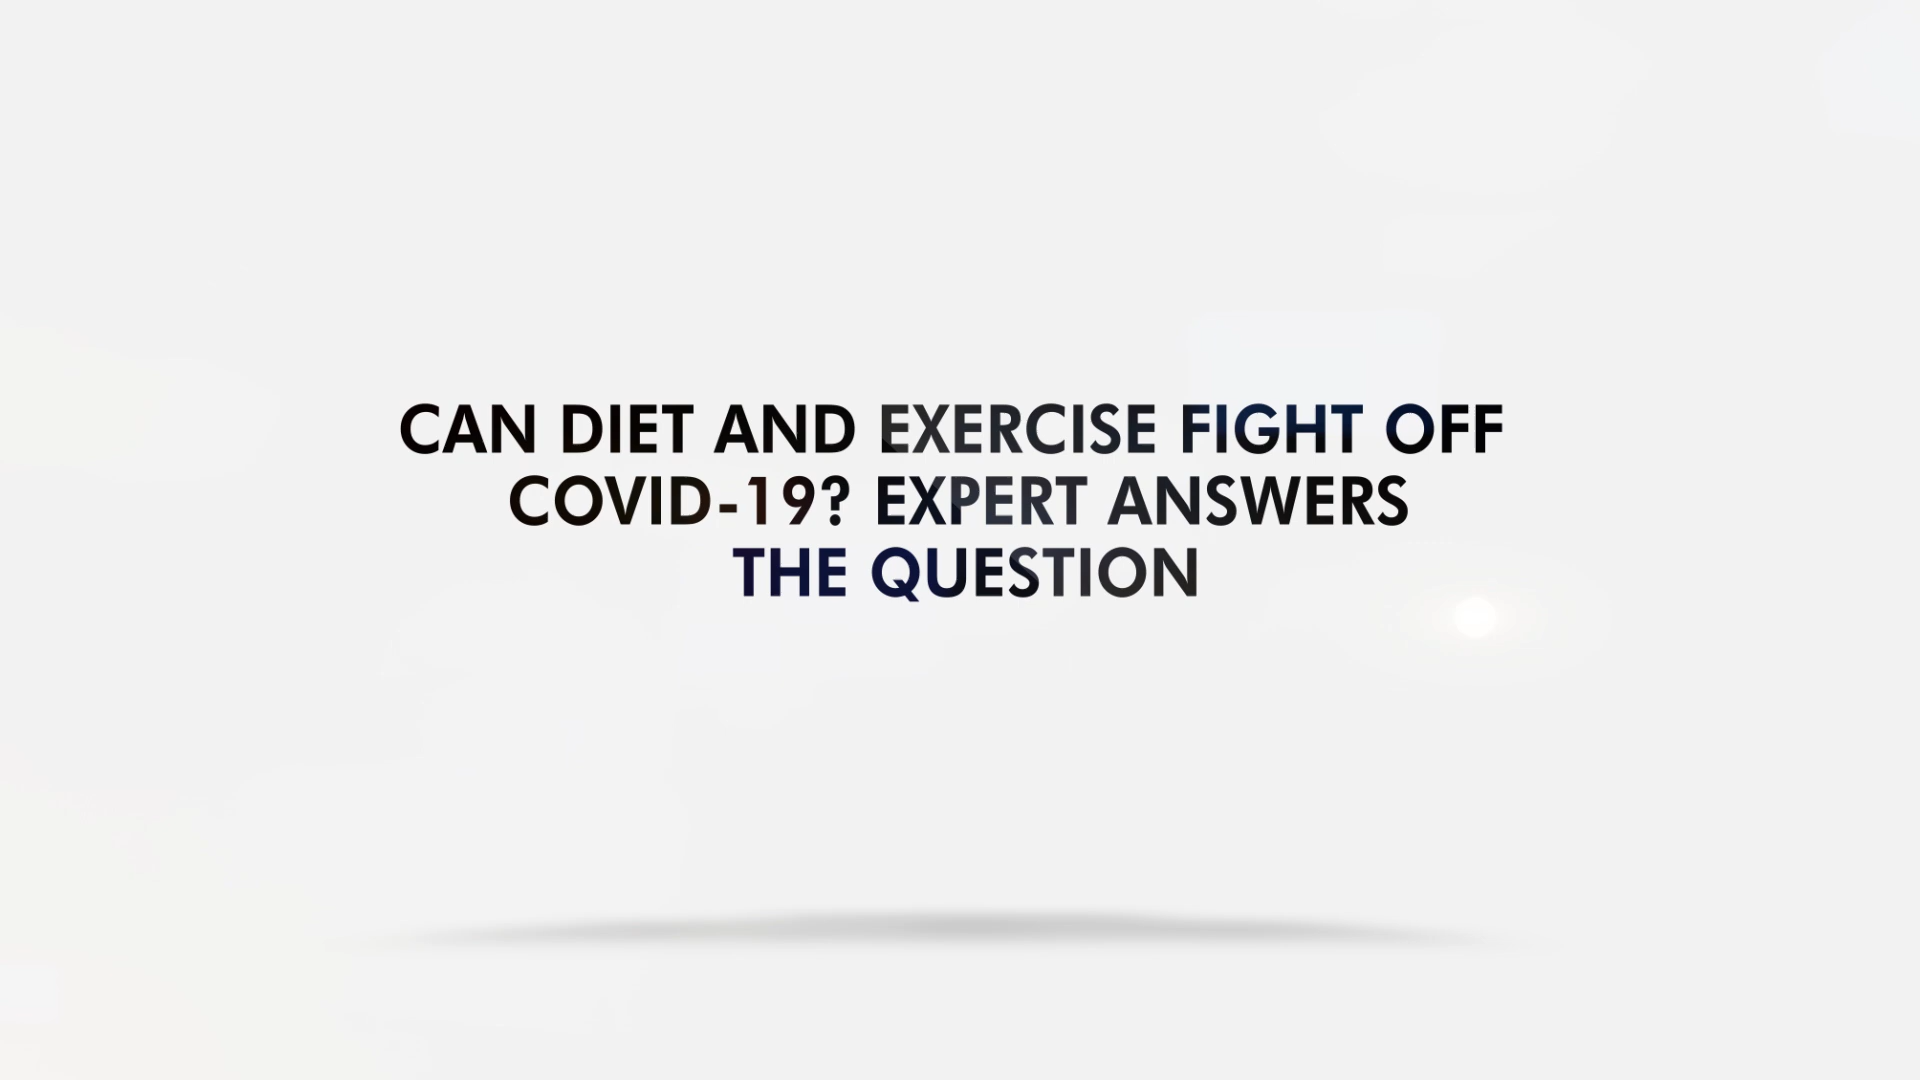 CAN DIET AND EXERCISE FIGHT OFF
COVID-19? EXPERT ANSWERS
THE QUESTION